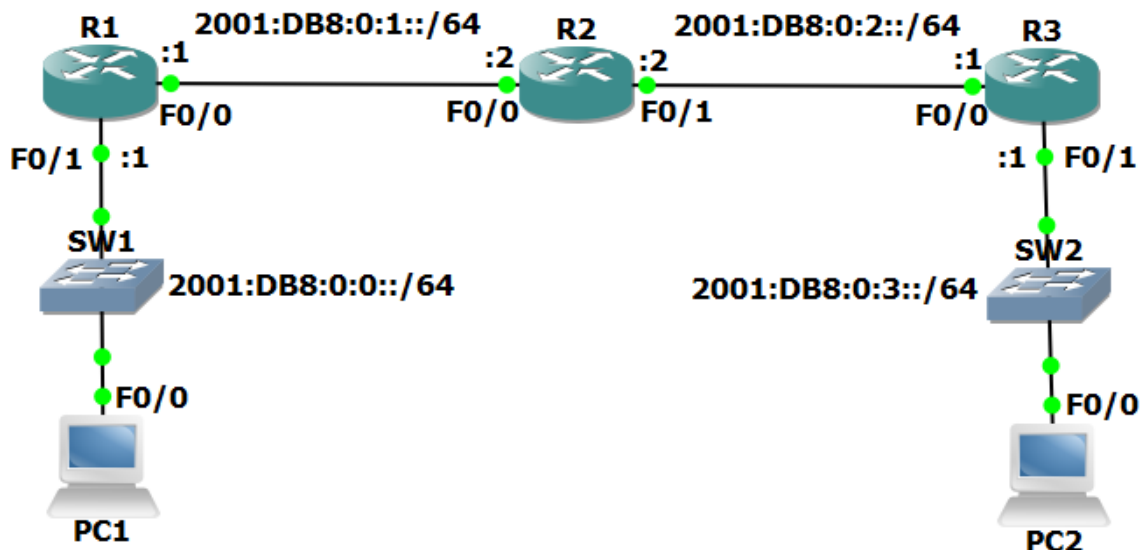 R1
2001:DB8:0:1::/64
R2
2001:DB8:0:2::/64
R3
:1
:2
:2
:1
F0/0
F0/0
F0/1
F0/0
F0/1
:1
:1
F0/1
SW1
SW2
2001:DB8:0:0::/64
2001:DB8:0:3::/64
F0/0
F0/0
PC1
PC2